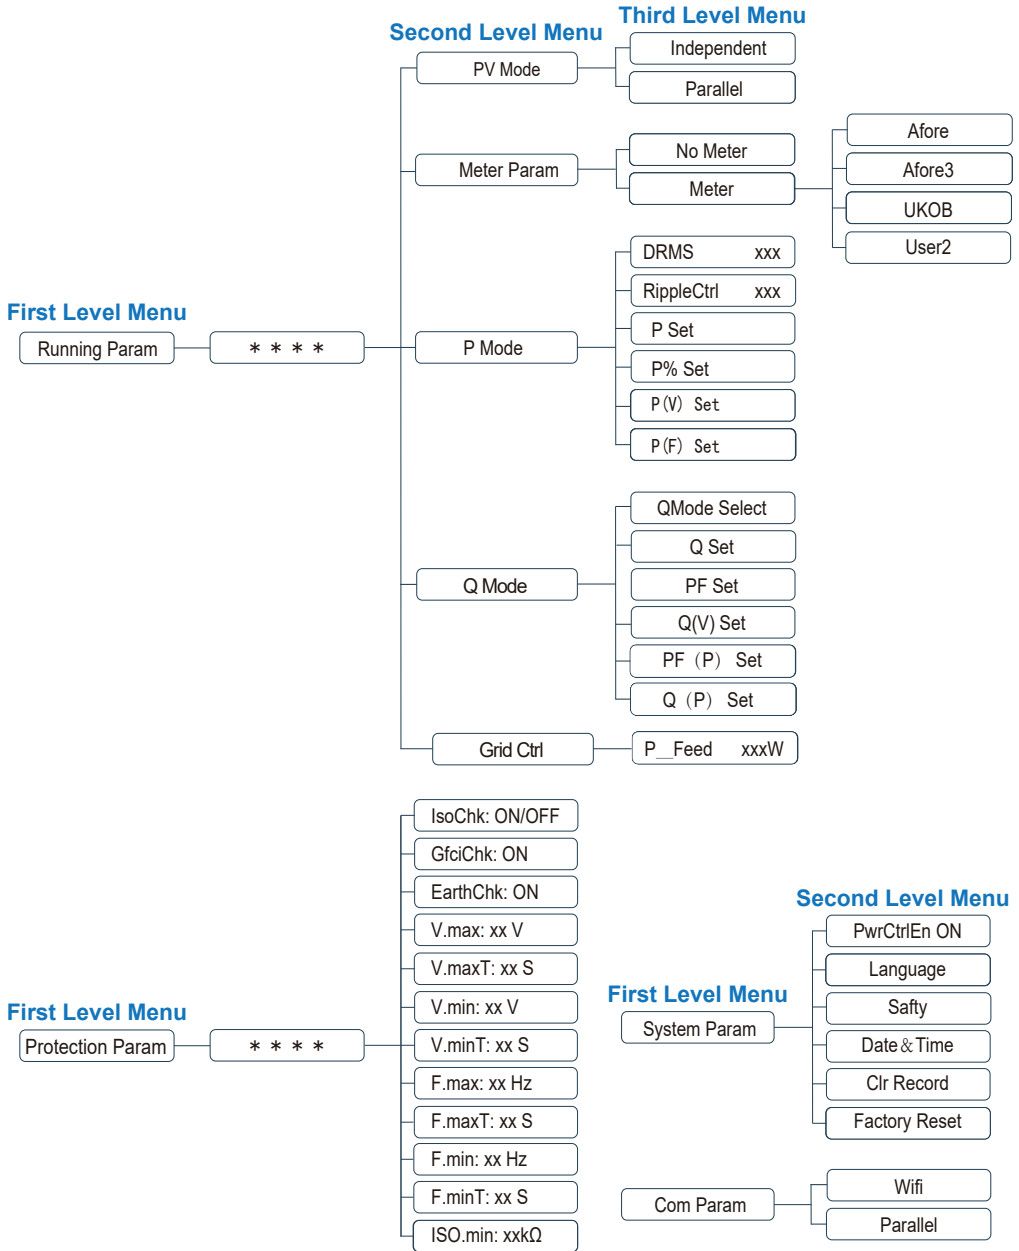 Third Level Menu
Second Level Menu
Independent
PV Mode
Parallel
Afore
No Meter
Meter Param
Afore3
Meter
UKOB
User2
DRMS xxx
RippleCtrl xxx
First Level Menu
P Set
Running Param
* * * *
P Mode
P% Set
P(V) Set
P(F) Set
QMode Select
Q Set
Q Mode
PF Set
Q(V) Set
PF（P） Set
Q（P） Set
Grid Ctrl
P__Feed xxxW
IsoChk: ON/OFF
GfciChk: ON
EarthChk: ON
V.max: xx V
V.maxT: xx S
First Level Menu
V.min: xx V
Protection Param
* * * *
V.minT: xx S
F.max: xx Hz
F.maxT: xx S
F.min: xx Hz
F.minT: xx S
ISO.min: xxkΩ
Second Level Menu
PwrCtrlEn ON
Language
First Level Menu
Safty
System Param
Date＆Time
Clr Record
Factory Reset
Wifi
Com Param
Parallel